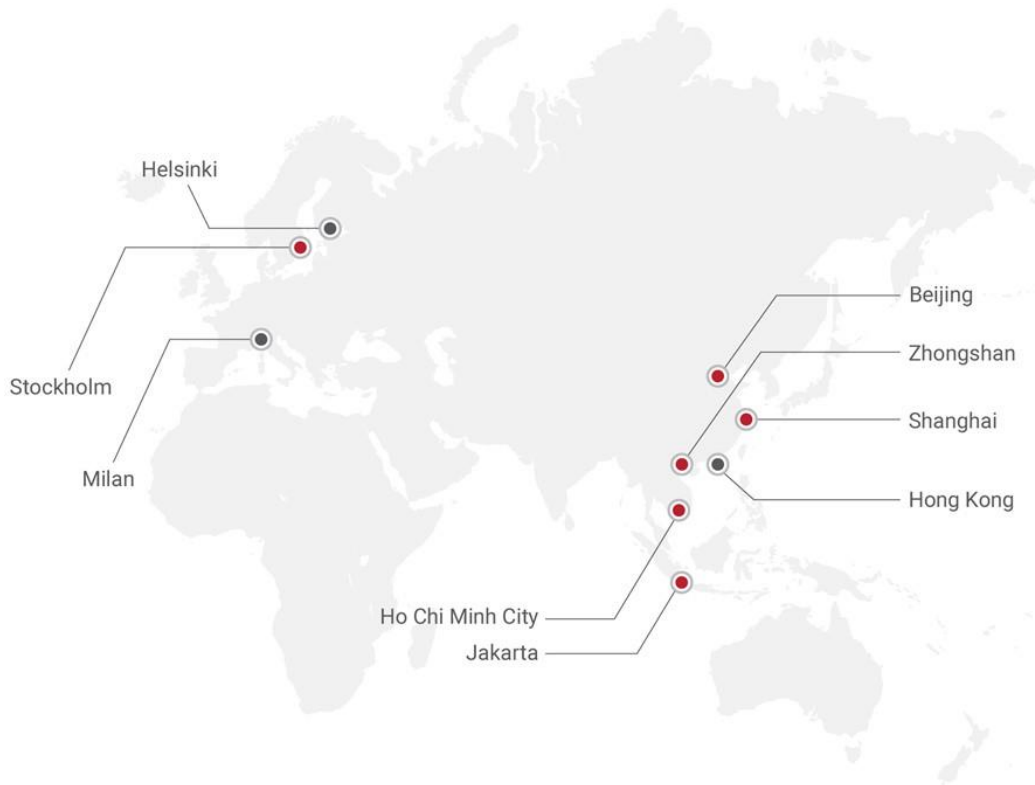 Helsinki
Beijing
Zhongshan
Stockholm
Shanghai
Milan
Hong Kong
Ho Chi Minh City
Jakarta